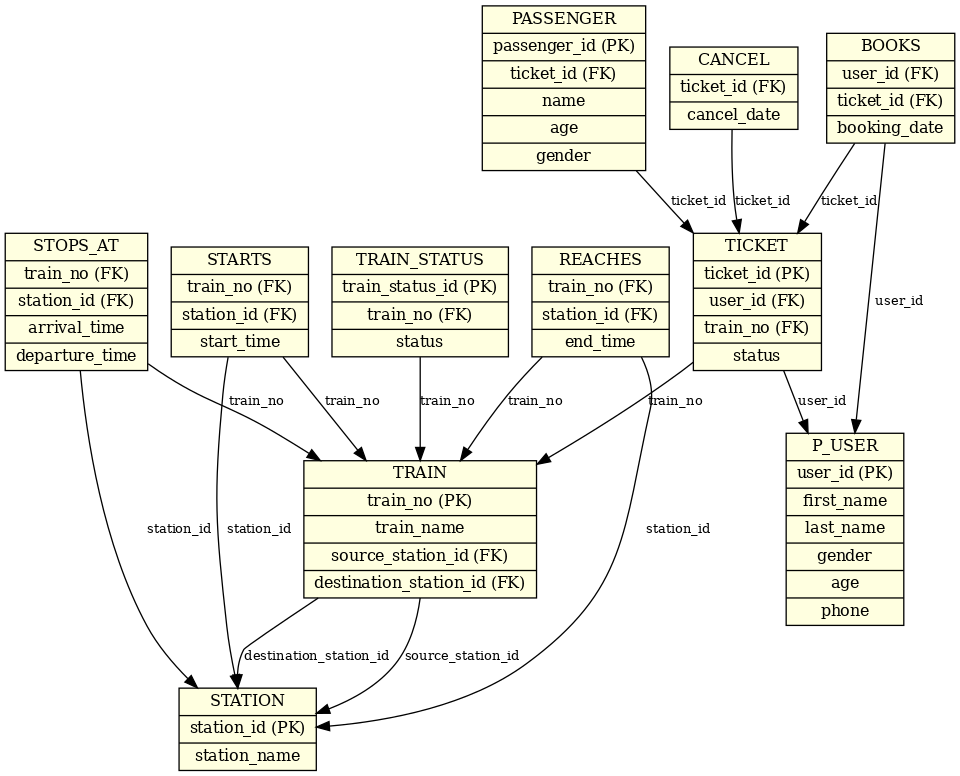 PASSENGER
passenger_id (PK)
ticket_id (FK)
name
age
gender
CANCEL
ticket_id (FK)
cancel_date
BOOKS
user_id (FK)
ticket_id (FK)
booking_date
ticket_id
ticket_id
ticket_id
user_id
STOPS_AT
train_no (FK)
station_id (FK)
arrival_time
departure_time
STARTS
train_no (FK)
station_id (FK)
start_time
TRAIN_STATUS
train_status_id (PK)
train_no (FK)
status
REACHES
train_no (FK)
station_id (FK)
end_time
TICKET
ticket_id (PK)
user_id (FK)
train_no (FK)
status
train_no
train_no
train_no
train_no
train_no
user_id
P_USER
user_id (PK)
first_name
last_name
gender
age
phone
TRAIN
train_no (PK)
train_name
source_station_id (FK)
destination_station_id (FK)
station_id
station_id
station_id
destination_station_id
source_station_id
STATION
station_id (PK)
station_name